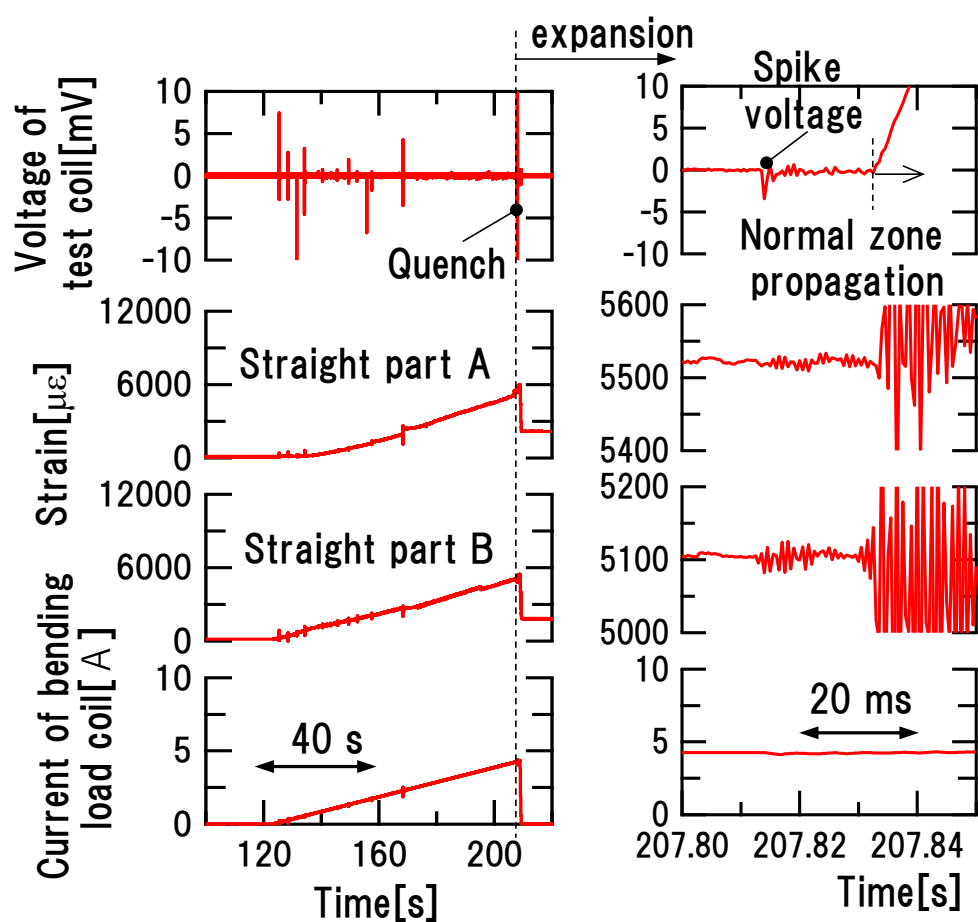 expansion
Voltage of
test coil[mV]
10
5
0
-5
-10
Quench
10
5
0
-5
-10
Spike
voltage
Normal zone
propagation
Strain[με]
12000
6000
0
Straight part A
5600
5500
5400
12000
6000
0
Straight part B
5200
5100
5000
Current of bending
load coil[A]
10
5
0
40 s
120 160 200
Time[s]
10
5
0
20 ms
207.80 207.82 207.84
Time[s]